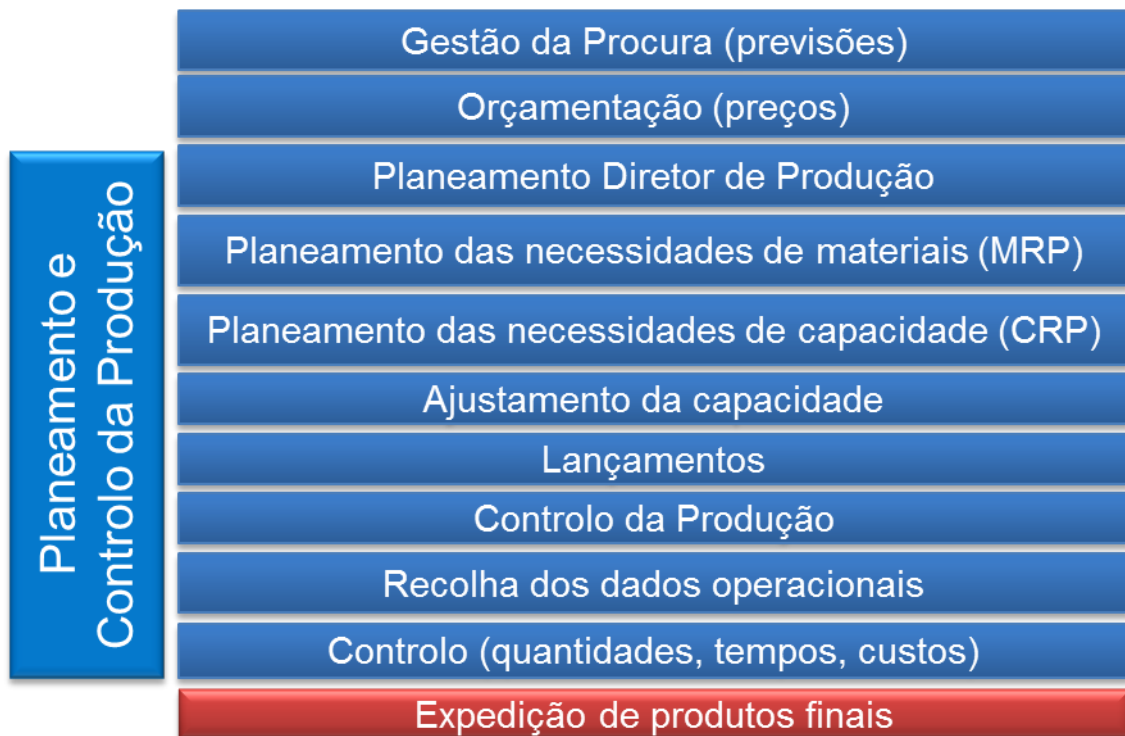 Planeamento e
Controlo da Produção
Gestão da Procura (previsões)
Orçamentação (preços)
Planeamento Diretor de Produção
Planeamento das necessidades de materiais (MRP)
Planeamento das necessidades de capacidade (CRP)
Ajustamento da capacidade
Lançamentos
Controlo da Produção
Recolha dos dados operacionais
Controlo (quantidades, tempos, custos)
Expedição de produtos finais